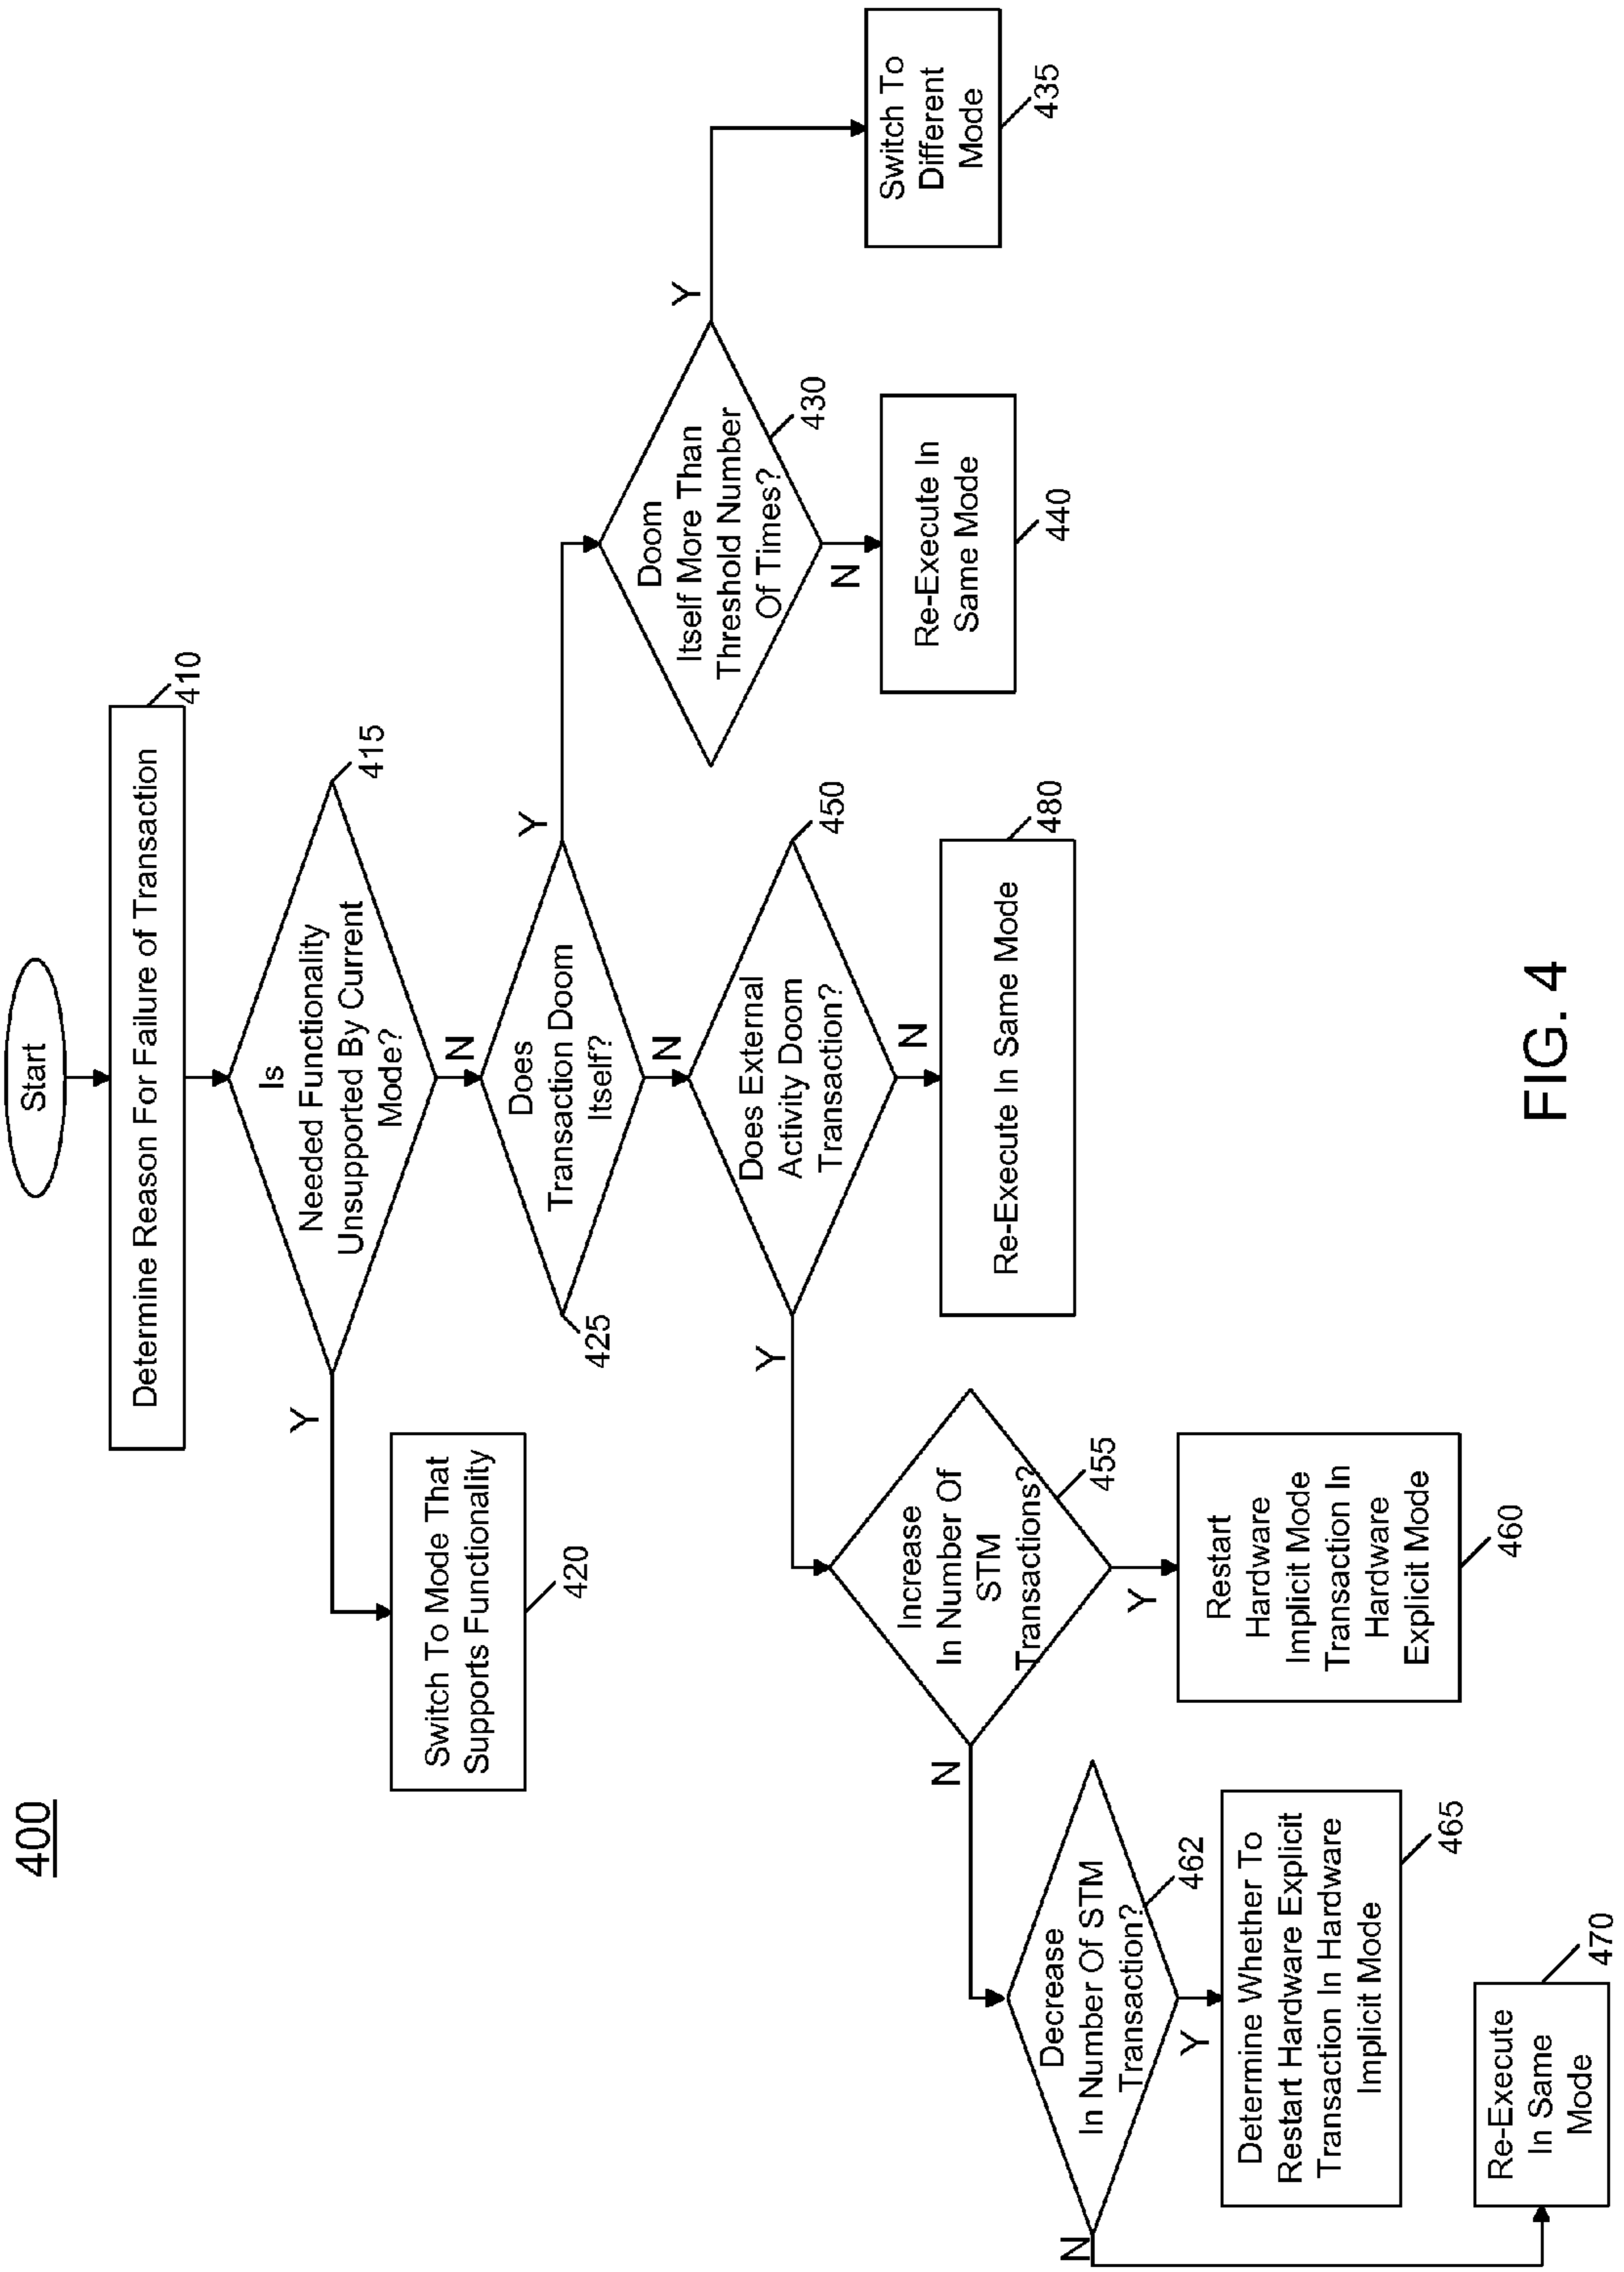 400
Start
Determine Reason For Failure of Transaction
410
Is
Needed Functionality
Unsupported By Current
Mode?
415
Y
N
Switch To Mode That
Supports Functionality
420
Does
Transaction Doom
Itself?
425
Y
N
Doom
Itself More Than
Threshold Number
Of Times?
430
Y
N
Switch To
Different
Mode
435
Re-Execute In
Same Mode
440
Does External
Activity Doom
Transaction?
450
Y
N
Re-Execute In Same Mode
480
Increase
In Number Of
STM
Transactions?
455
N
Y
Restart
Hardware
Implicit Mode
Transaction In
Hardware
Explicit Mode
460
Decrease
In Number Of STM
Transaction?
462
N
Y
Determine Whether To
Restart Hardware Explicit
Transaction In Hardware
Implicit Mode
465
Re-Execute
In Same
Mode
470
FIG. 4